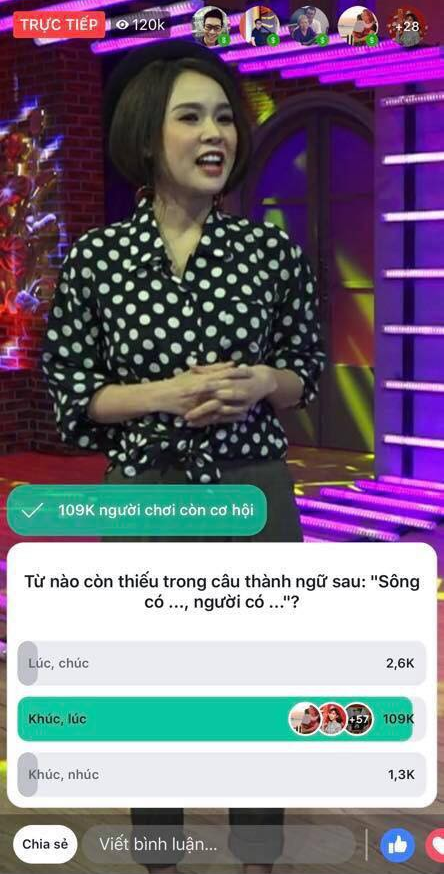 TRỰC TIẾP
120k
+28
109K người chơi còn cơ hội
Từ nào còn thiếu trong câu thành ngữ sau: "Sông
có ..., người có ..."?
Lúc, chúc
2,6K
Khúc, lúc
+57
109K
Khúc, nhúc
1,3K
Chia sẻ
Viết bình luận...